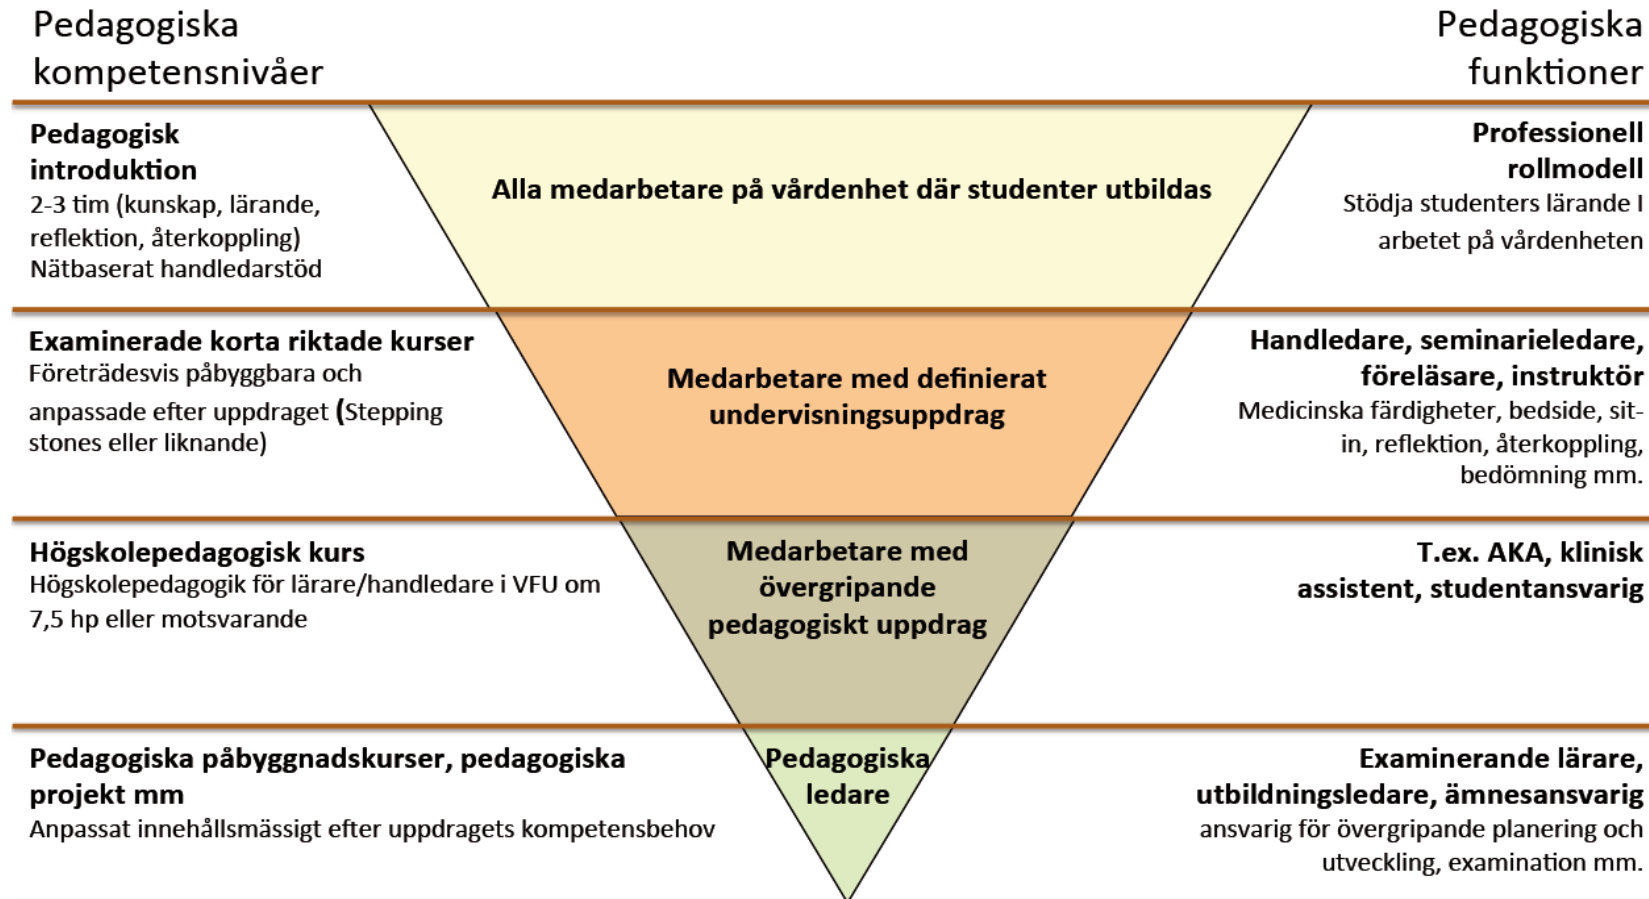 Pedagogiska
kompetensnivåer
Pedagogiska
funktioner
Pedagogisk
introduktion
2-3 tim (kunskap, lärande,
reflektion, återkoppling)
Nätbaserat handledarstöd
Alla medarbetare på vårdenhet där studenter utbildas
Professionell
rollmodell
Stödja studenters lärande I
arbetet på vårdenheten
Examinerade korta riktade kurser
Företrädesvis påbyggbara och
anpassade efter uppdraget (Stepping
stones eller liknande)
Medarbetare med definierat
undervisningsuppdrag
Handledare, seminarieledare,
föreläsare, instruktör
Medicinska färdigheter, bedside, sit-
in, reflektion, återkoppling,
bedömning mm.
Högskolepedagogisk kurs
Högskolepedagogik för lärare/handledare i VFU om
7,5 hp eller motsvarande
Medarbetare med
övergripande
pedagogiskt uppdrag
T.ex. AKA, klinisk
assistent, studentansvarig
Pedagogiska påbyggnadskurser, pedagogiska
projekt mm
Anpassat innehållsmässigt efter uppdragets kompetensbehov
Pedagogiska
ledare
Examinerande lärare,
utbildningsledare, ämnesansvarig
ansvarig för övergripande planering och
utveckling, examination mm.